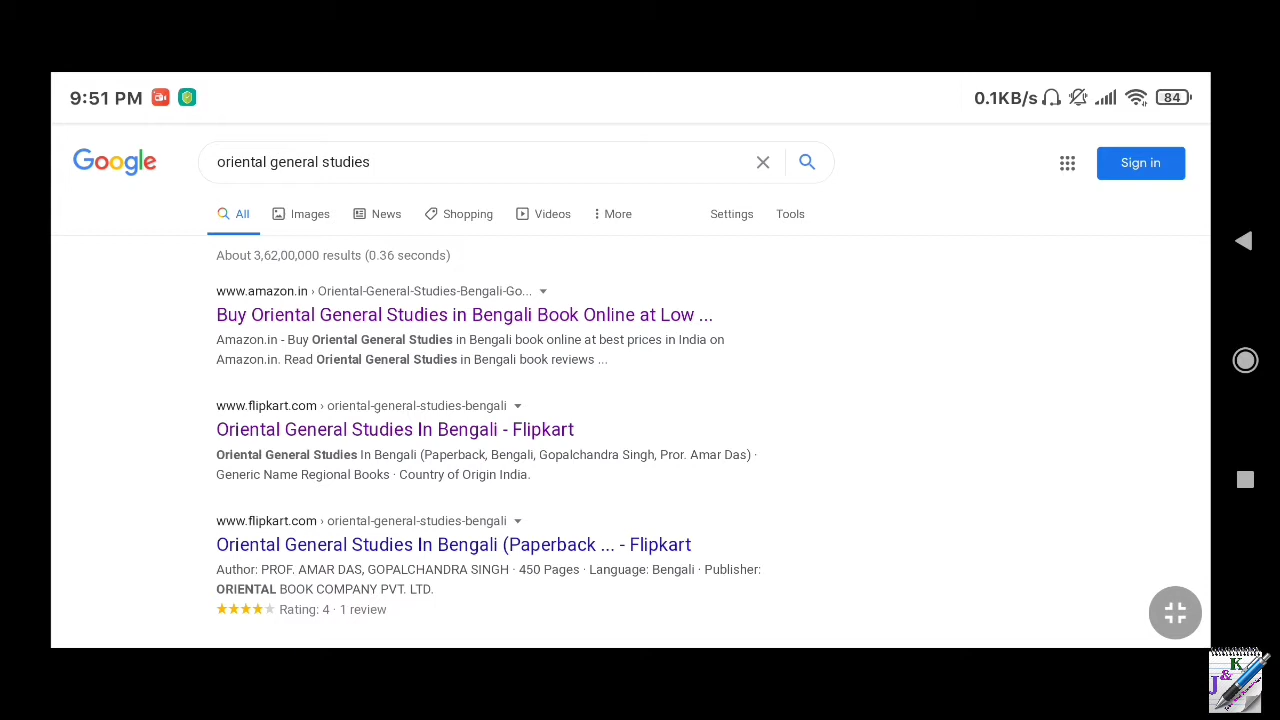 9:51 PM
0.1KB/s
84
Google
oriental general studies
Sign in
All Images News Shopping Videos More Settings Tools
About 3,62,00,000 results (0.36 seconds)
www.amazon.in › Oriental-General-Studies-Bengali-Go...
Buy Oriental General Studies in Bengali Book Online at Low ...
Amazon.in - Buy Oriental General Studies in Bengali book online at best prices in India on
Amazon.in. Read Oriental General Studies in Bengali book reviews ...
www.flipkart.com › oriental-general-studies-bengali
Oriental General Studies In Bengali - Flipkart
Oriental General Studies In Bengali (Paperback, Bengali, Gopalchandra Singh, Pror. Amar Das) ·
Generic Name Regional Books · Country of Origin India.
www.flipkart.com › oriental-general-studies-bengali
Oriental General Studies In Bengali (Paperback ... - Flipkart
Author: PROF. AMAR DAS, GOPALCHANDRA SINGH · 450 Pages · Language: Bengali · Publisher:
ORIENTAL BOOK COMPANY PVT. LTD.
Rating: 4 · 1 review
J & K